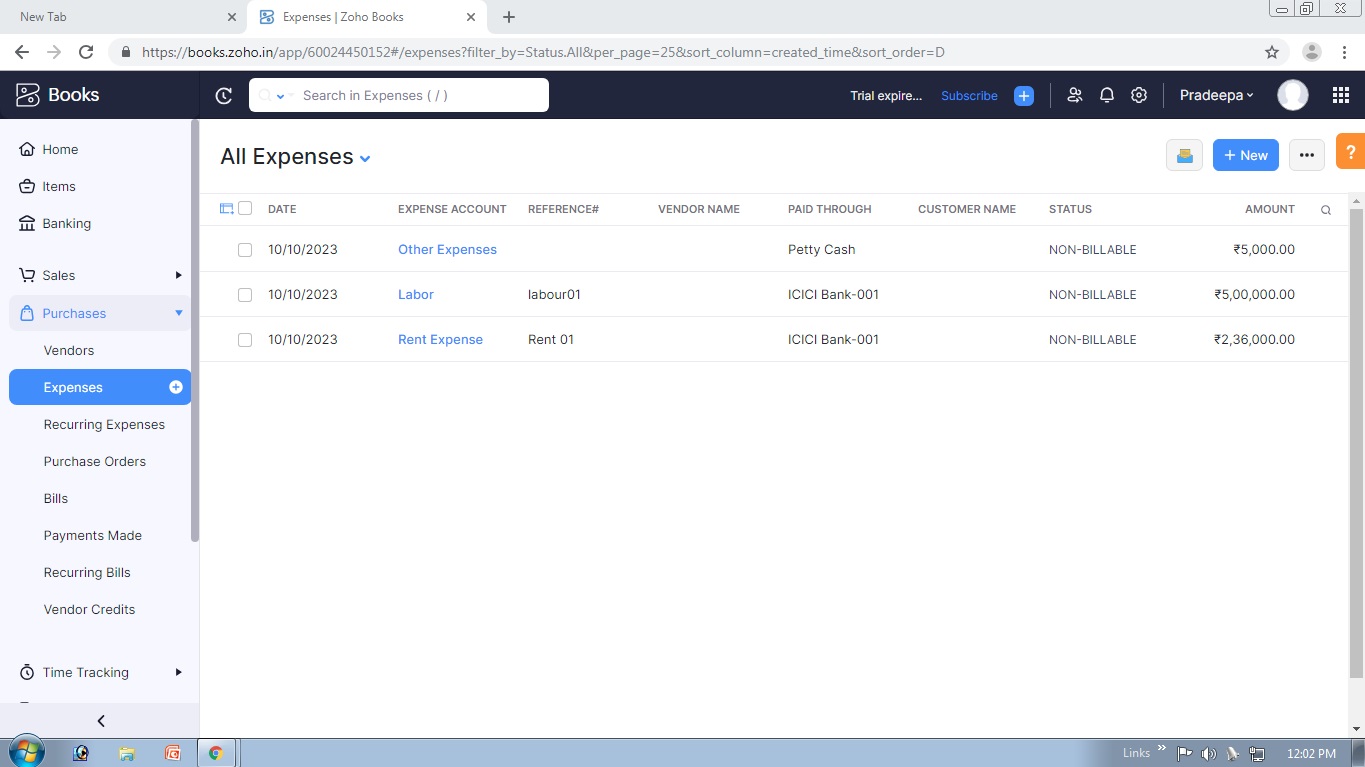 New Tab
Expenses | Zoho Books
https://books.zoho.in/app/60024450152#/expenses?filter_by=Status.All&per_page=25&sort_column=created_time&sort_order=D
Books
Search in Expenses ( / )
Trial expire... Subscribe
Pradeepa
Home
Items
Banking
Sales
Purchases
Vendors
Expenses
Recurring Expenses
Purchase Orders
Bills
Payments Made
Recurring Bills
Vendor Credits
Time Tracking
All Expenses
+ New
?
DATE EXPENSE ACCOUNT REFERENCE# VENDOR NAME PAID THROUGH CUSTOMER NAME STATUS AMOUNT
10/10/2023 Other Expenses Petty Cash NON-BILLABLE ₹5,000.00
10/10/2023 Labor labour01 ICICI Bank-001 NON-BILLABLE ₹5,00,000.00
10/10/2023 Rent Expense Rent 01 ICICI Bank-001 NON-BILLABLE ₹2,36,000.00
Links 12:02 PM